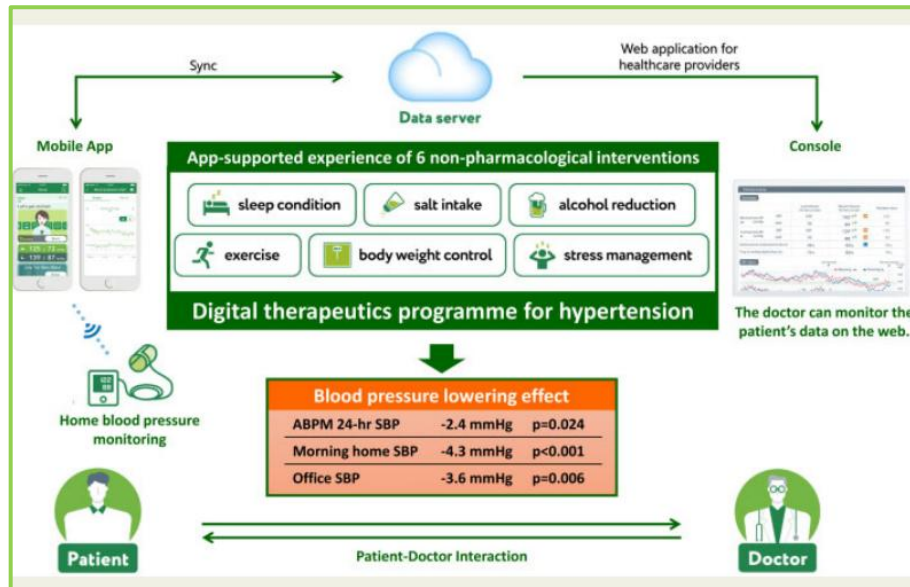 Sync
Web application for
healthcare providers
Data server
Mobile App
Console
App-supported experience of 6 non-pharmacological interventions
sleep condition
salt intake
alcohol reduction
exercise
body weight control
stress management
Digital therapeutics programme for hypertension
The doctor can monitor the
patient's data on the web.
Home blood pressure
monitoring
Blood pressure lowering effect
ABPM 24-hr SBP -2.4 mmHg p=0.024
Morning home SBP -4.3 mmHg p<0.001
Office SBP -3.6 mmHg p=0.006
Patient
Patient-Doctor Interaction
Doctor